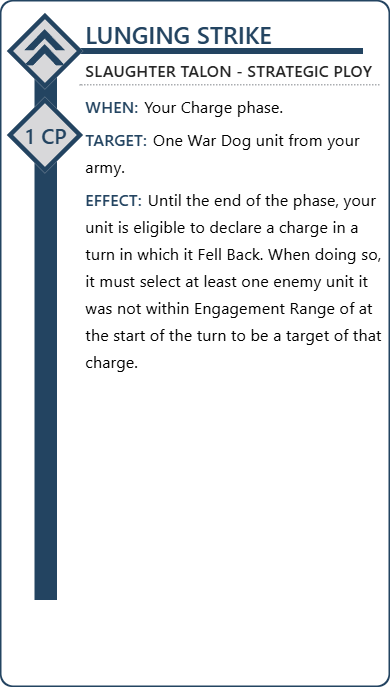 LUNGING STRIKE
SLAUGHTER TALON - STRATEGIC PLOY
WHEN: Your Charge phase.
1 CP
TARGET: One War Dog unit from your
army.
EFFECT: Until the end of the phase, your
unit is eligible to declare a charge in a
turn in which it Fell Back. When doing so,
it must select at least one enemy unit it
was not within Engagement Range of at
the start of the turn to be a target of that
charge.